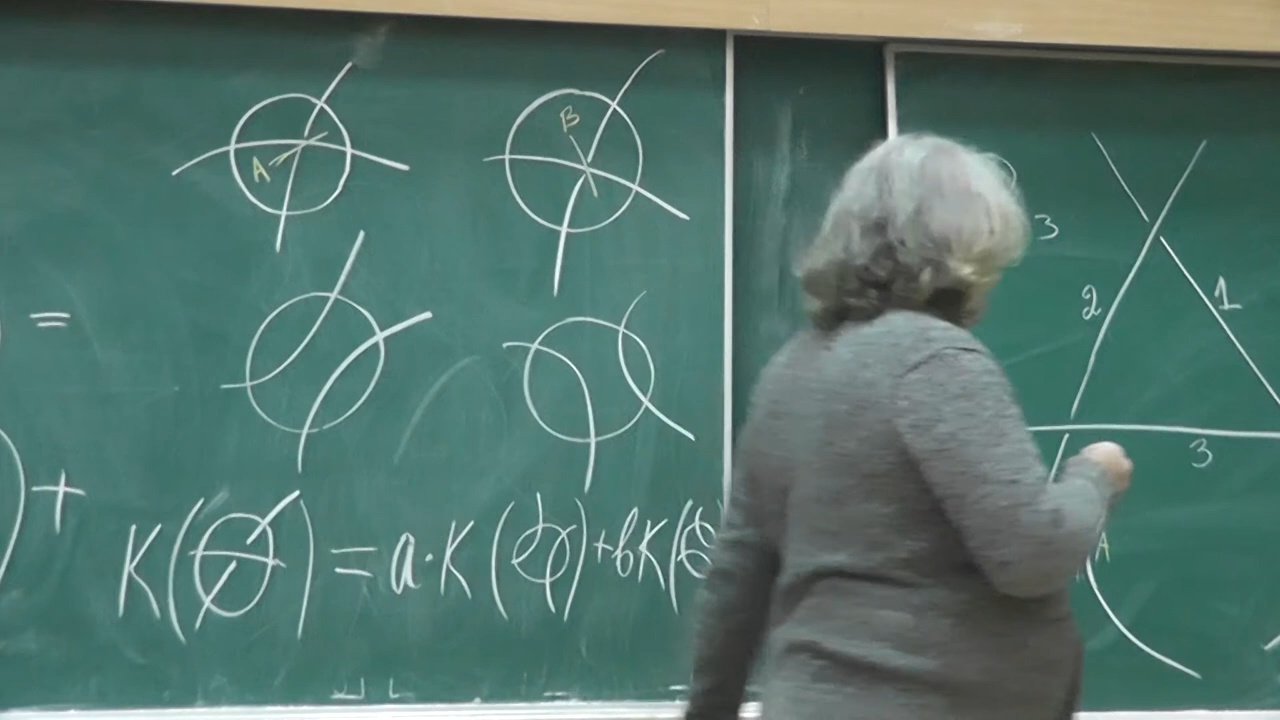 A B
=
+
K( ) = a·K( ) + bK(
3
2 1
3
A